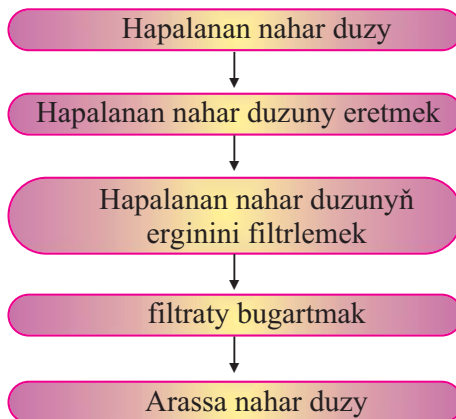 Hapalanan nahar duzy
Hapalanan nahar duzuny eretmek
Hapalanan nahar duzunyň
erginini filtrlemek
filtraty bugartmak
Arassa nahar duzy